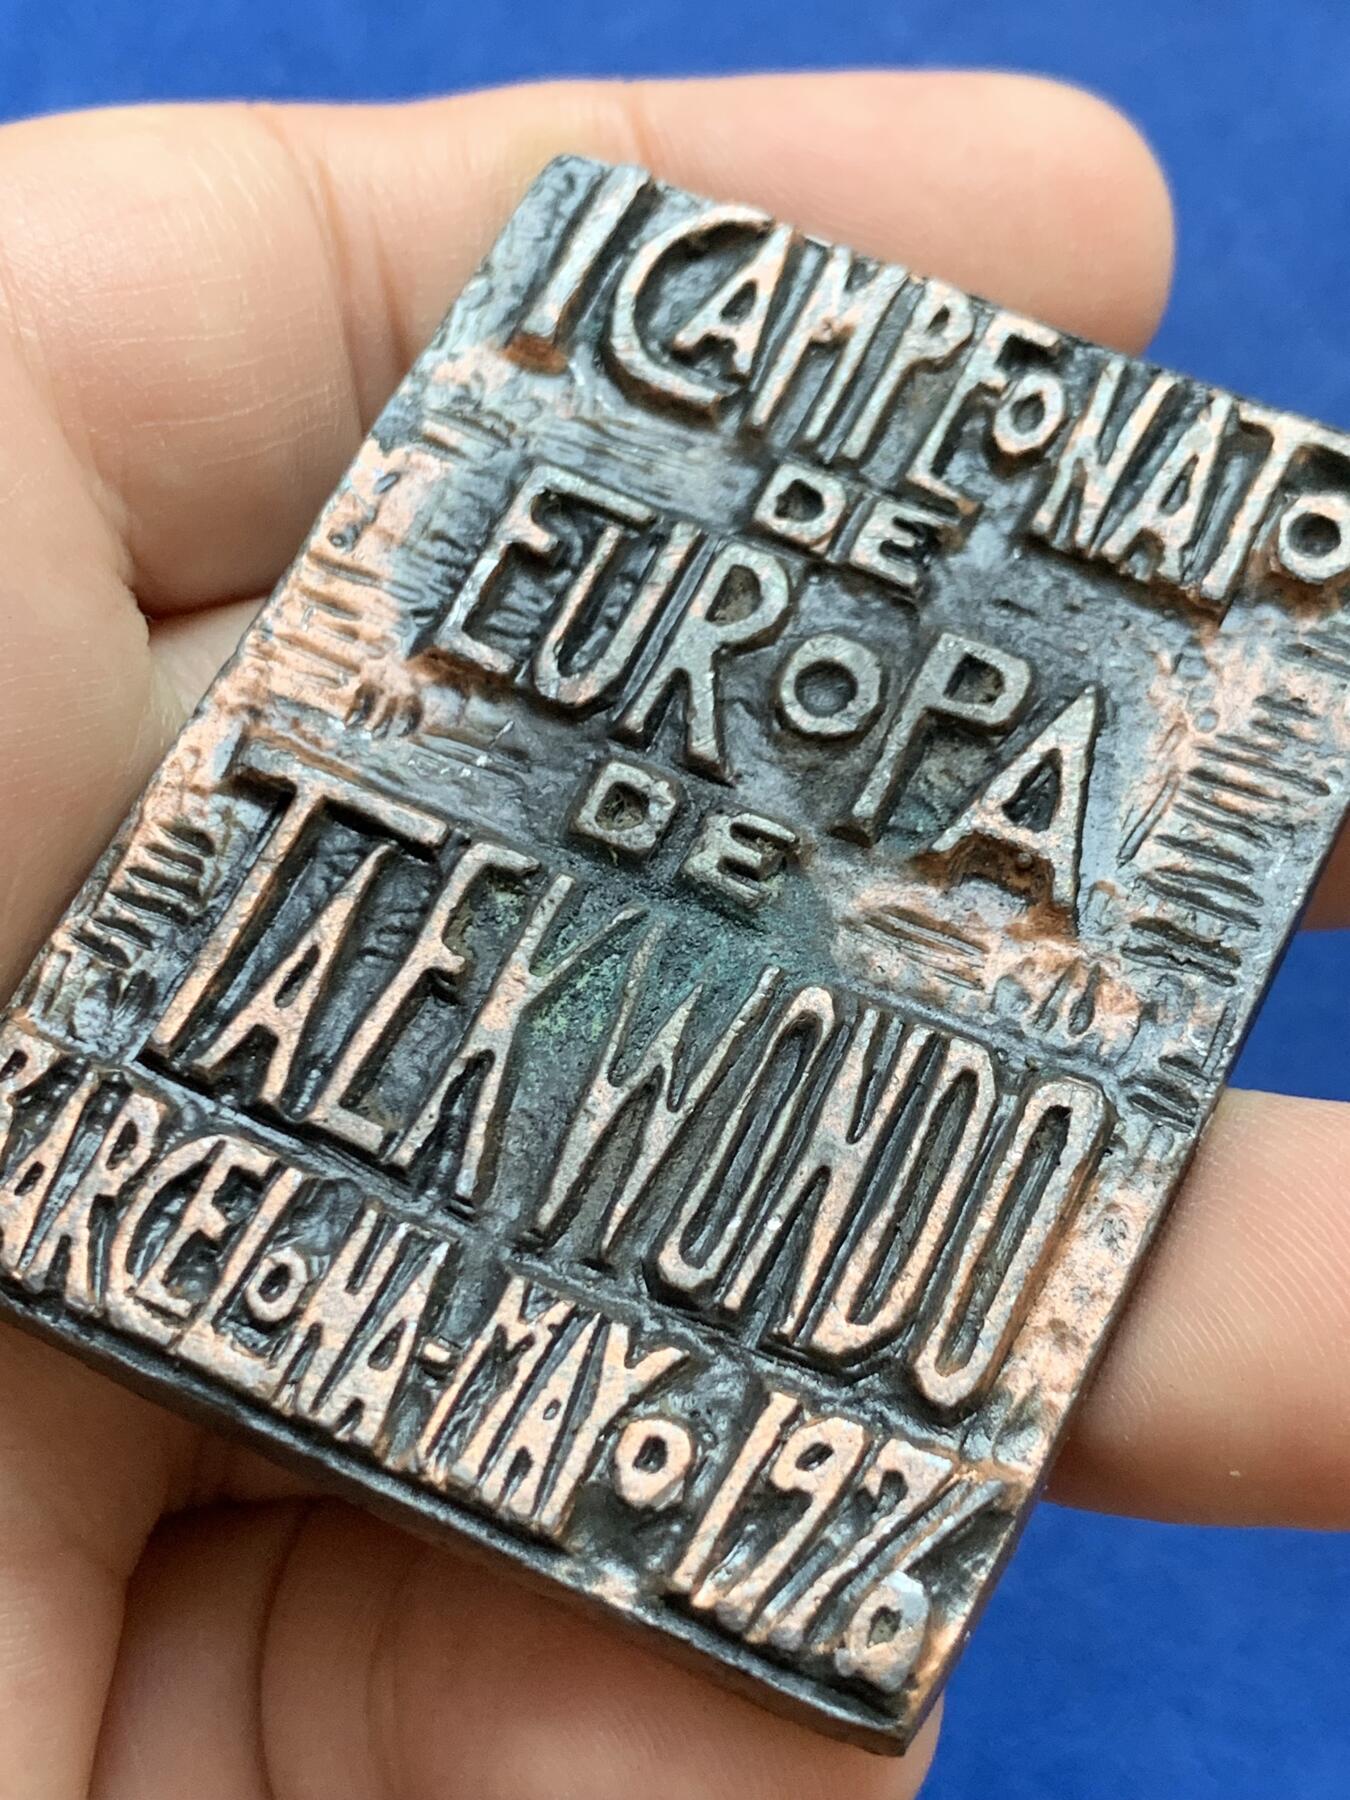 I CAMPEONATO
DE
EUROPA
DE
TAEKWONDO
BARCELONA-MAYO 1976